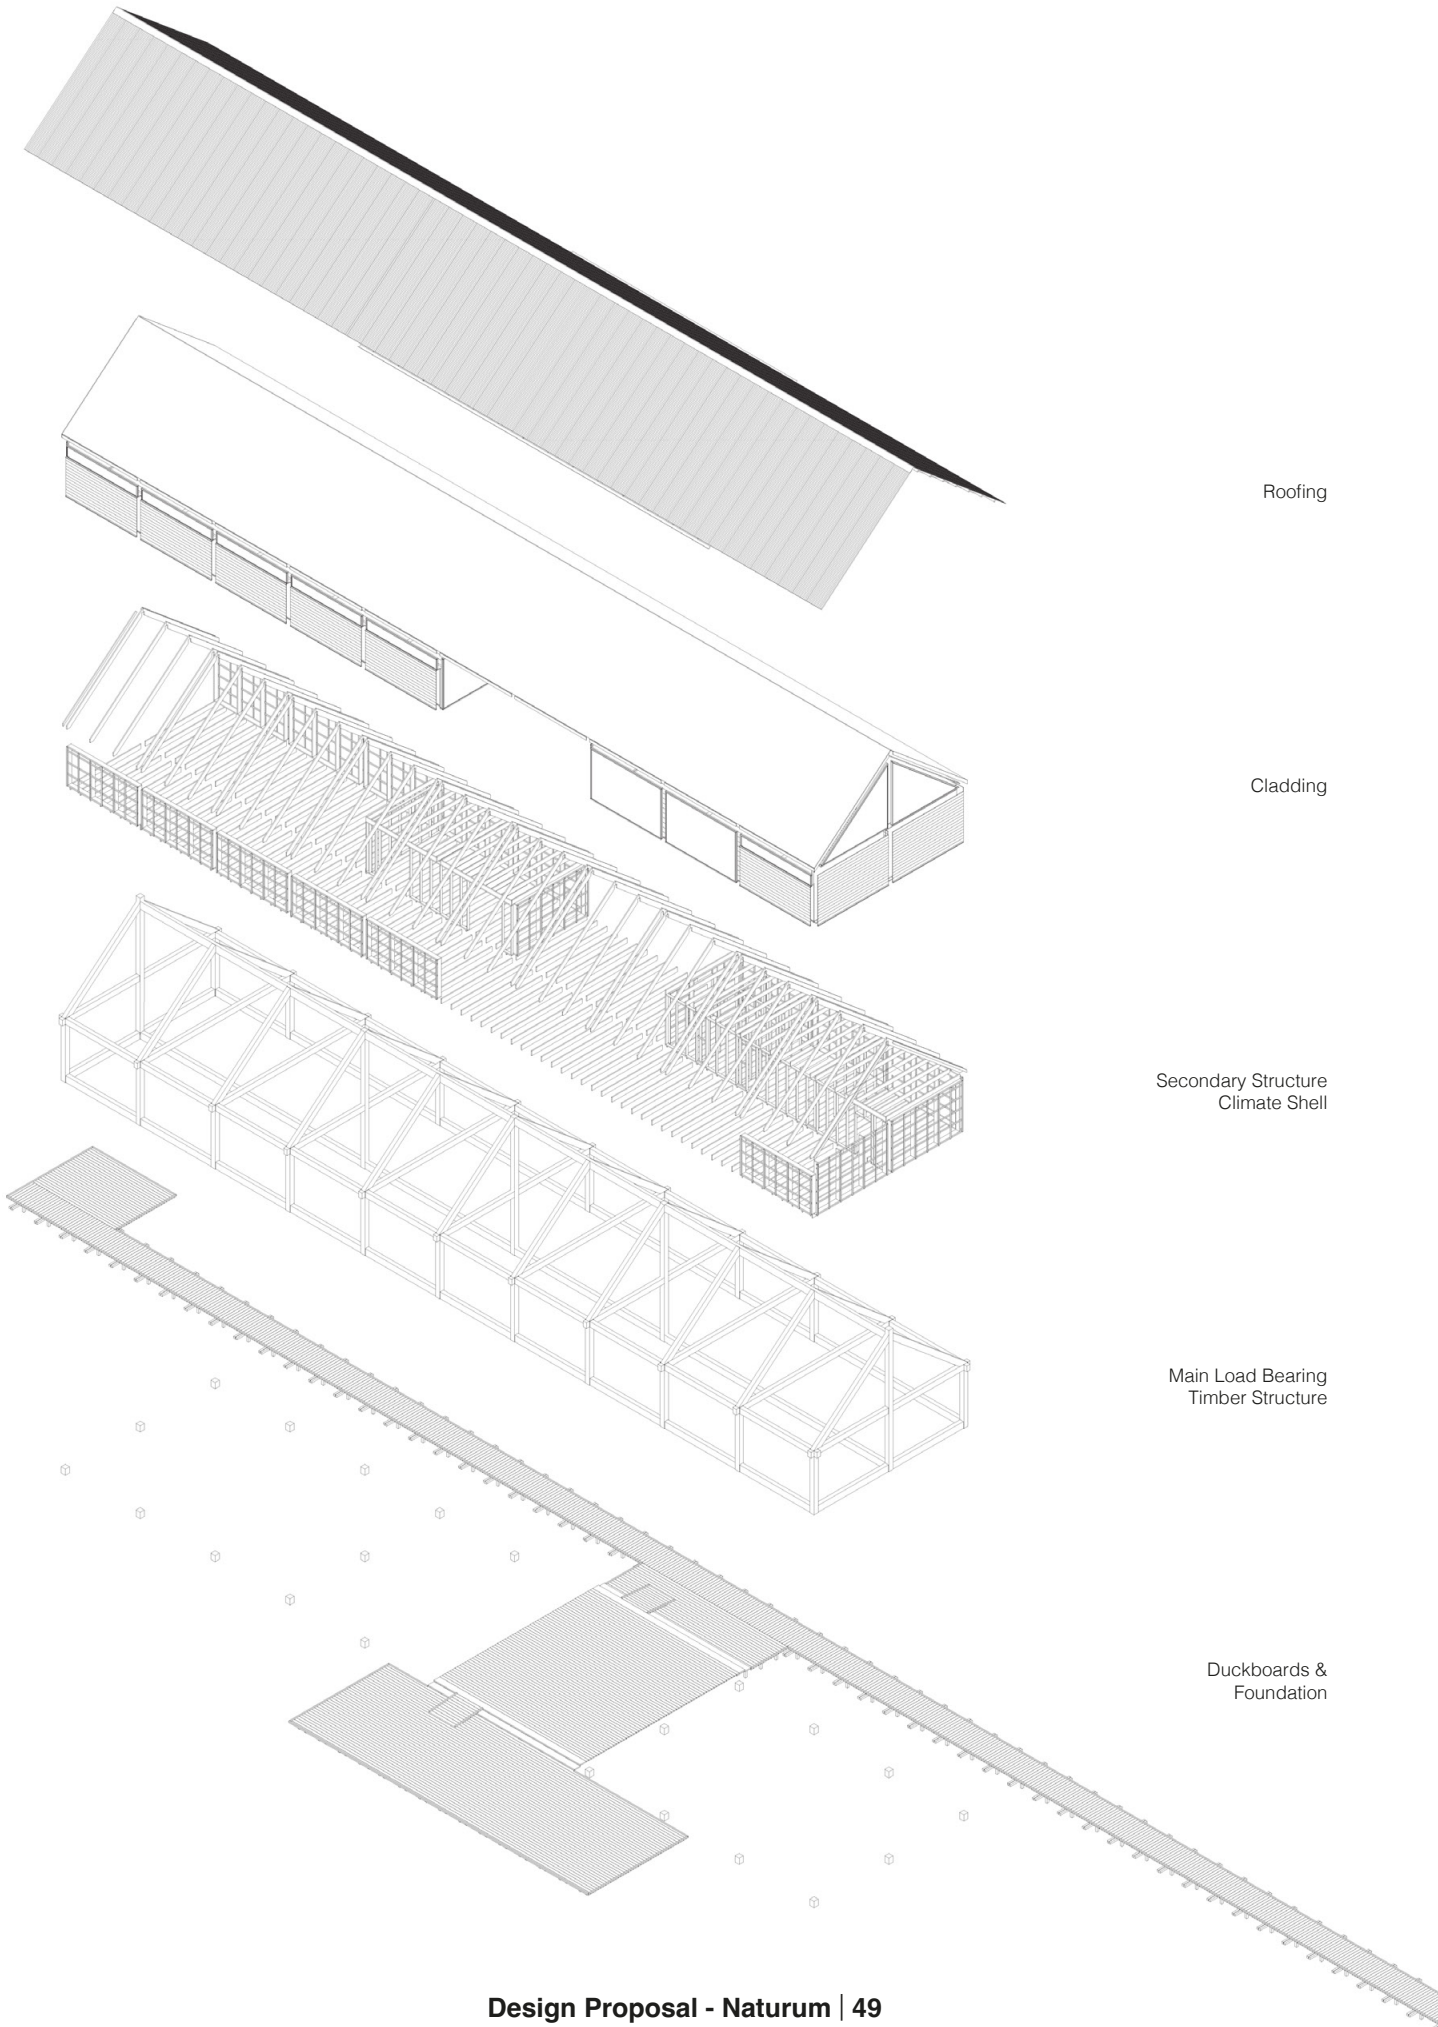 Roofing
Cladding
Secondary Structure
Climate Shell
Main Load Bearing
Timber Structure
Duckboards &
Foundation
Design Proposal - Naturum | 49